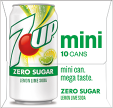 7UP
ZERO SUGAR
LEMON LIME SODA
mini
10 CANS
mini can.
mega taste.
ZERO SUGAR
LEMON LIME SODA